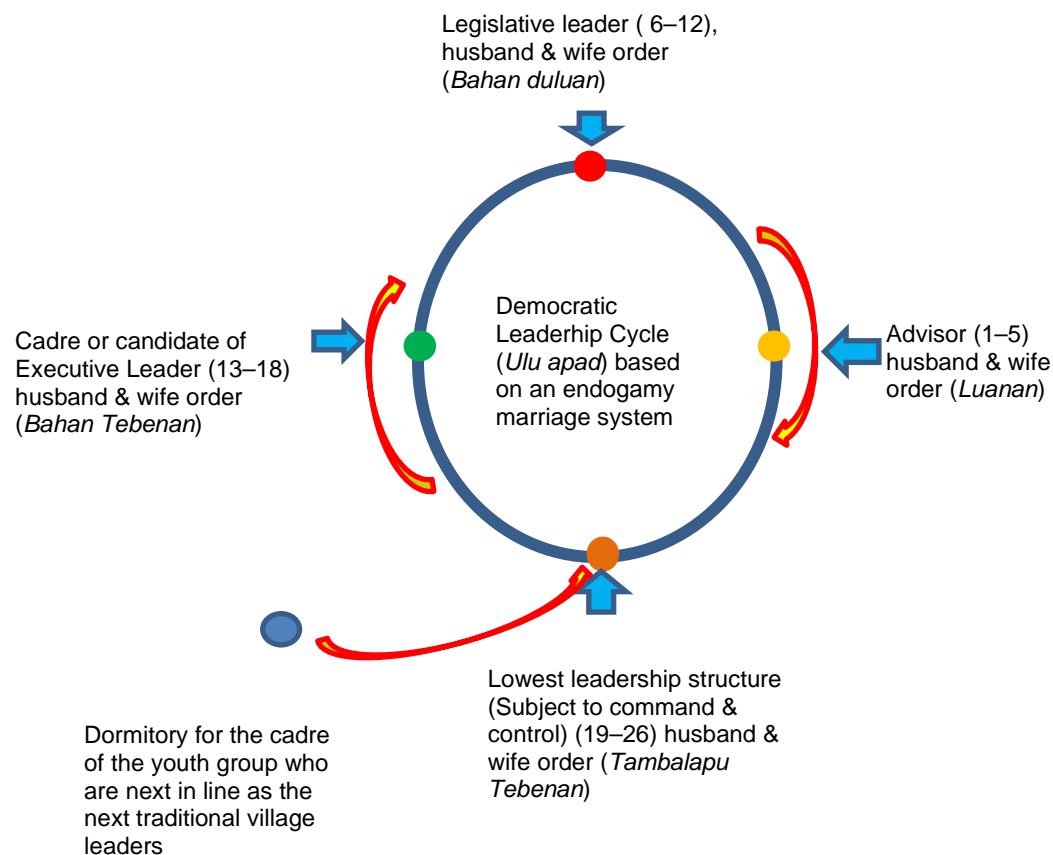 Legislative leader ( 6–12),
husband & wife order
(Bahan duluan)
Cadre or candidate of
Executive Leader (13–18)
husband & wife order
(Bahan Tebenan)
Democratic
Leaderhip Cycle
(Ulu apad) based
on an endogamy
marriage system
Advisor (1–5)
husband & wife
order (Luanan)
Lowest leadership structure
(Subject to command &
control) (19–26) husband &
wife order (Tambalapu
Tebenan)
Dormitory for the cadre
of the youth group who
are next in line as the
next traditional village
leaders